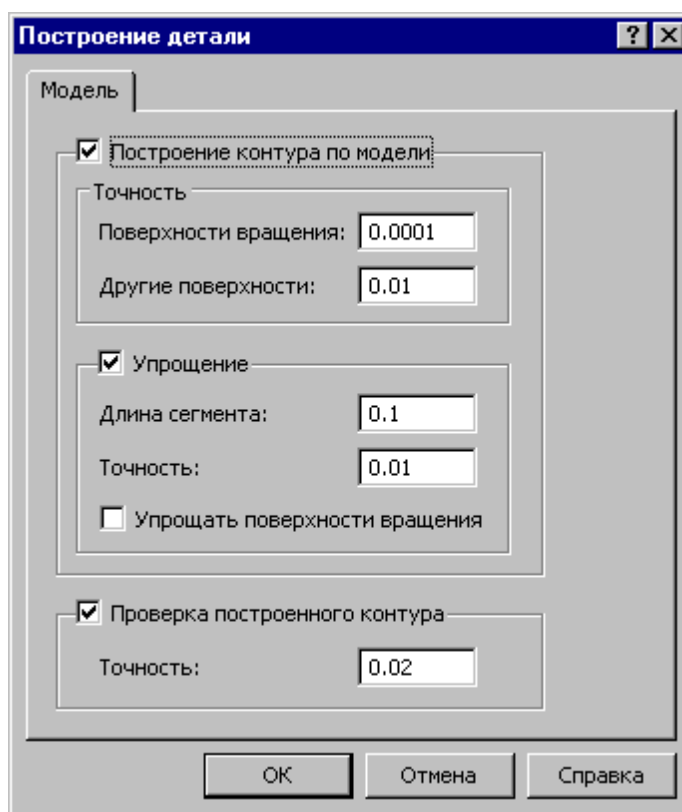 Построение детали
Модель
Построение контура по модели
Точность
Поверхности вращения: 0.0001
Другие поверхности: 0.01
Упрощение
Длина сегмента: 0.1
Точность: 0.01
Упрощать поверхности вращения
Проверка построенного контура
Точность: 0.02
ОК Отмена Справка